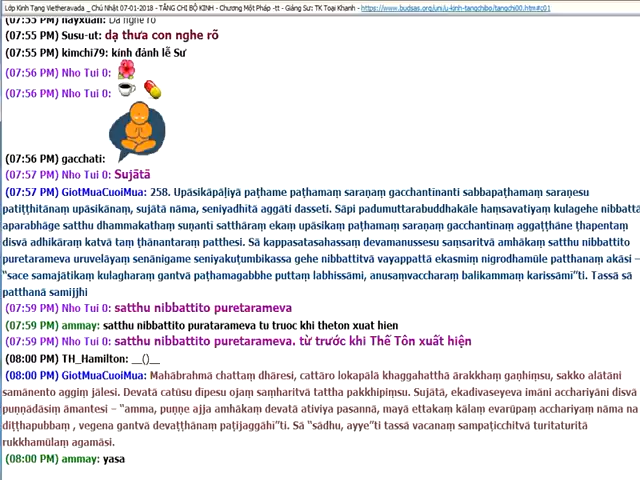 Lớp Kinh Tạng Vietheravada _ Chủ Nhật 07-01-2018 - TĂNG CHI BỘ KINH - Chương Một Pháp -tt - Giảng Sư: TK Toại Khanh - https://www.budsas.org/uni/u-kinh-tangchibo/tangchi00.htm#c01
(07:55 PM) nayxuan: Dạ nghe rõ
(07:55 PM) Susu-ut: dạ thưa con nghe rõ
(07:55 PM) kimchi79: kính đảnh lễ Sư
(07:56 PM) Nho Tui 0:
(07:56 PM) Nho Tui 0:
(07:56 PM) gacchati:
(07:57 PM) Nho Tui 0: Sujātā
(07:57 PM) GiotMuaCuoiMua: 258. Upāsikāpāḷiyā paṭhame paṭhamaṃ saraṇaṃ gacchantīnanti sabbapaṭhamaṃ saraṇesu
patiṭṭhitānaṃ upāsikānaṃ, sujātā nāma, seniyadhītā aggāti dasseti. Sāpi padumuttarabuddhakāle haṃsavatiyaṃ kulagehe nibbattitvā
aparabhāge satthu dhammakathaṃ suṇantī satthāraṃ ekaṃ upāsikaṃ paṭhamaṃ saraṇaṃ gacchantīnaṃ aggaṭṭhāne ṭhapentaṃ
disvā adhikāraṃ katvā taṃ ṭhānantaraṃ patthesi. Sā kappasatasahassaṃ devamanussesu saṃsaritvā amhākaṃ satthu nibbattito
puretarameva uruvelāyaṃ senānigame seniyakuṭumbikassa gehe nibbattitvā vayappattā ekasmiṃ nigrodhamūle patthanaṃ akāsi –
“sace samajātikaṃ kulagharaṃ gantvā paṭhamagabbhe puttaṃ labhissāmi, anusaṃvaccharaṃ balikammaṃ karissāmī”ti. Tassā sā
patthanā samijjhi
(07:59 PM) Nho Tui 0: satthu nibbattito puretarameva
(07:59 PM) ammay: satthu nibbattito puratarameva tu truoc khi theton xuat hien
(07:59 PM) Nho Tui 0: satthu nibbattito puretarameva. từ trước khi Thế Tôn xuất hiện
(08:00 PM) TH_Hamilton: __()__
(08:00 PM) GiotMuaCuoiMua: Mahābrahmā chattaṃ dhāresi, cattāro lokapālā khaggahatthā ārakkhaṃ gaṇhiṃsu, sakko alātāni
samānento aggiṃ jālesi. Devatā catūsu dīpesu ojaṃ saṃharitvā tattha pakkhipiṃsu. Sujātā, ekadivaseyeva imāni acchariyāni disvā
puṇṇādāsiṃ āmantesi – “amma, puṇṇe ajja amhākaṃ devatā ativiya pasannā, mayā ettakaṃ kālaṃ evarūpaṃ acchariyaṃ nāma na
diṭṭhapubbaṃ , vegena gantvā devaṭṭhānaṃ paṭijaggāhī”ti. Sā “sādhu, ayye”ti tassā vacanaṃ sampaṭicchitvā turitaturitā
rukkhamūlaṃ agamāsi.
(08:00 PM) ammay: yasa